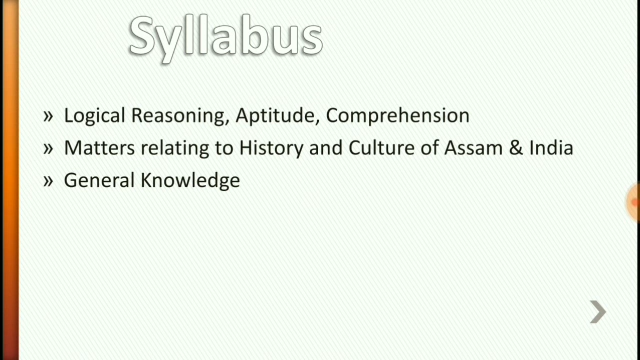 Syllabus
» Logical Reasoning, Aptitude, Comprehension
» Matters relating to History and Culture of Assam & India
» General Knowledge